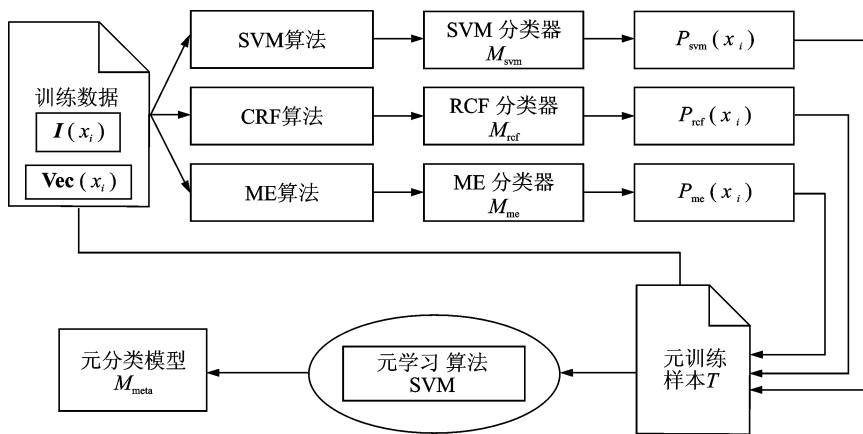 训练数据
I(x_i)
Vec(x_i)
SVM算法
SVM 分类器
M_svm
P_svm(x_i)
CRF算法
RCF 分类器
M_rcf
P_rcf(x_i)
ME算法
ME 分类器
M_me
P_me(x_i)
元分类模型
M_meta
元学习 算法
SVM
元训练
样本T